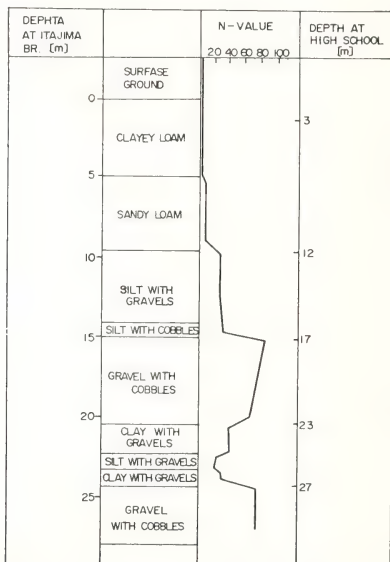 DEPHTA
AT ITAJIMA
BR. [m]
N-VALUE
20 40 60 80 100
DEPTH AT
HIGH SCHOOL
[m]
SURFASE
GROUND
0
3
CLAYEY LOAM
5
SANDY LOAM
10
12
SILT WITH
GRAVELS
SILT WITH COBBLES
15
17
GRAVEL WITH
COBBLES
20
23
CLAY WITH
GRAVELS
SILT WITH GRAVELS
CLAY WITH GRAVELS
25
27
GRAVEL
WITH COBBLES